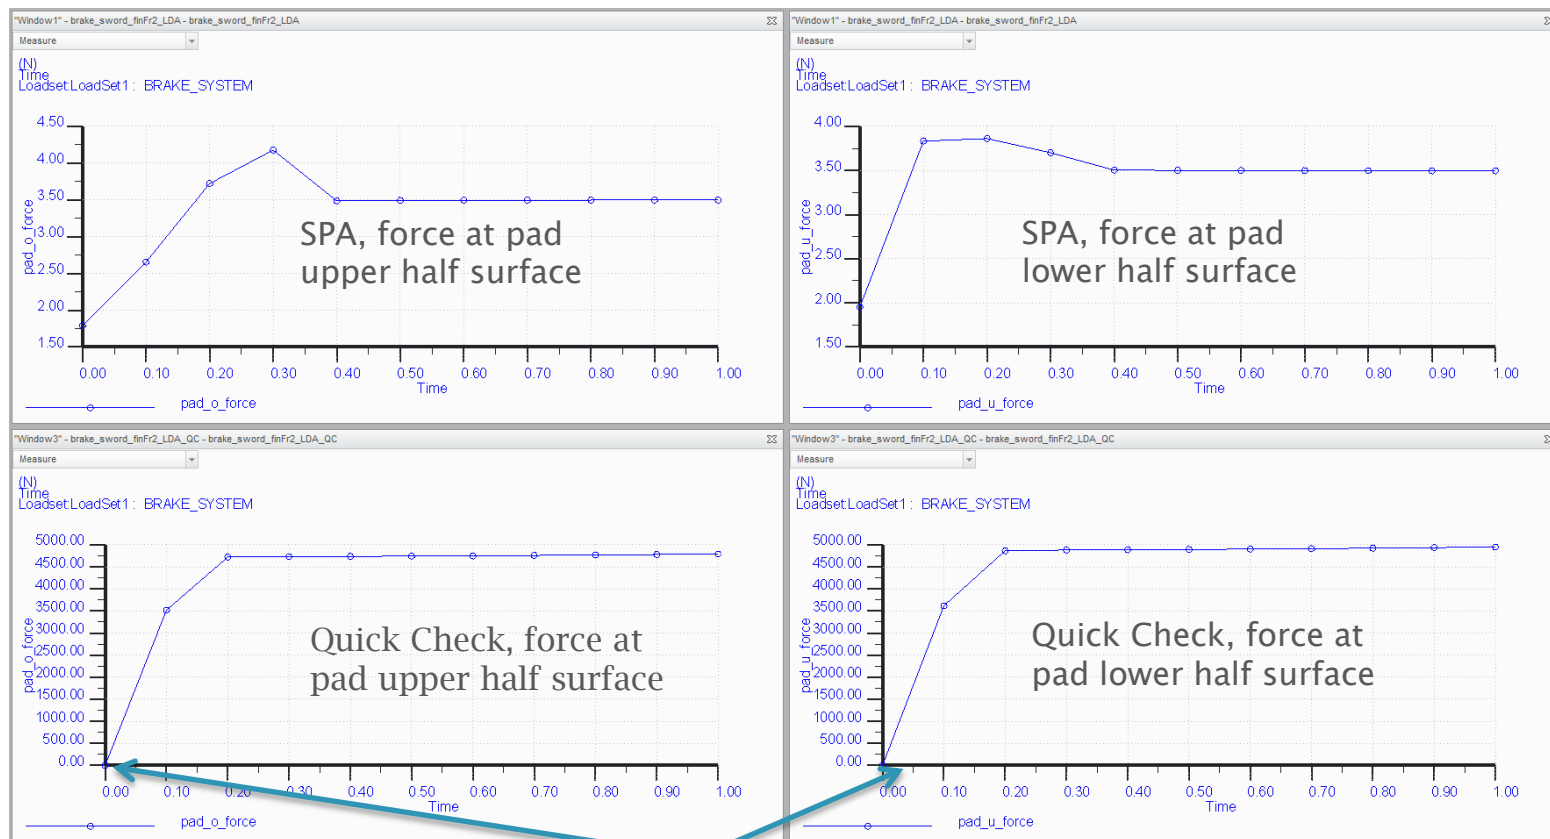 "Window1" - brake_sword_finFr2_LDA - brake_sword_finFr2_LDA
Measure
(N)
Time
Loadset:LoadSet1 : BRAKE_SYSTEM
4.50
4.00
3.50
3.00
2.50
2.00
1.50
pad_o_force
SPA, force at pad
upper half surface
0.00 0.10 0.20 0.30 0.40 0.50 0.60 0.70 0.80 0.90 1.00
Time
pad_o_force
"Window1" - brake_sword_finFr2_LDA - brake_sword_finFr2_LDA
Measure
(N)
Time
Loadset:LoadSet1 : BRAKE_SYSTEM
4.00
3.50
3.00
2.50
2.00
1.50
pad_u_force
SPA, force at pad
lower half surface
0.00 0.10 0.20 0.30 0.40 0.50 0.60 0.70 0.80 0.90 1.00
Time
pad_u_force
"Window3" - brake_sword_finFr2_LDA_QC - brake_sword_finFr2_LDA_QC
Measure
(N)
Time
Loadset:LoadSet1 : BRAKE_SYSTEM
5000.00
4500.00
4000.00
3500.00
3000.00
2500.00
2000.00
1500.00
1000.00
500.00
0.00
pad_o_force
Quick Check, force at
pad upper half surface
0.00 0.10 0.20 0.30 0.40 0.50 0.60 0.70 0.80 0.90 1.00
Time
pad_o_force
"Window3" - brake_sword_finFr2_LDA_QC - brake_sword_finFr2_LDA_QC
Measure
(N)
Time
Loadset:LoadSet1 : BRAKE_SYSTEM
5000.00
4500.00
4000.00
3500.00
3000.00
2500.00
2000.00
1500.00
1000.00
500.00
0.00
pad_u_force
Quick Check, force at
pad lower half surface
0.00 0.10 0.20 0.30 0.40 0.50 0.60 0.70 0.80 0.90 1.00
Time
pad_u_force